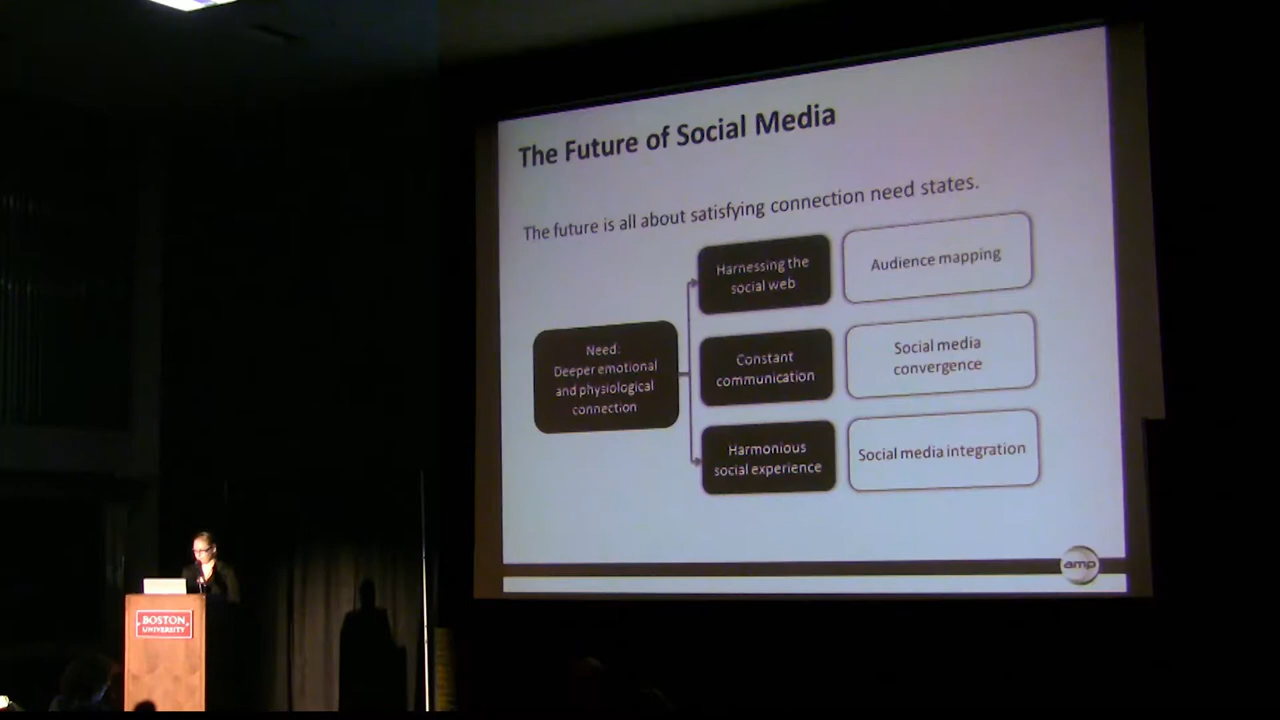 The Future of Social Media
The future is all about satisfying connection need states.
Need:
Deeper emotional
and physiological
connection
Harnessing the
social web
Audience mapping
Constant
communication
Social media
convergence
Harmonious
social experience
Social media integration
amp
BOSTON
UNIVERSITY